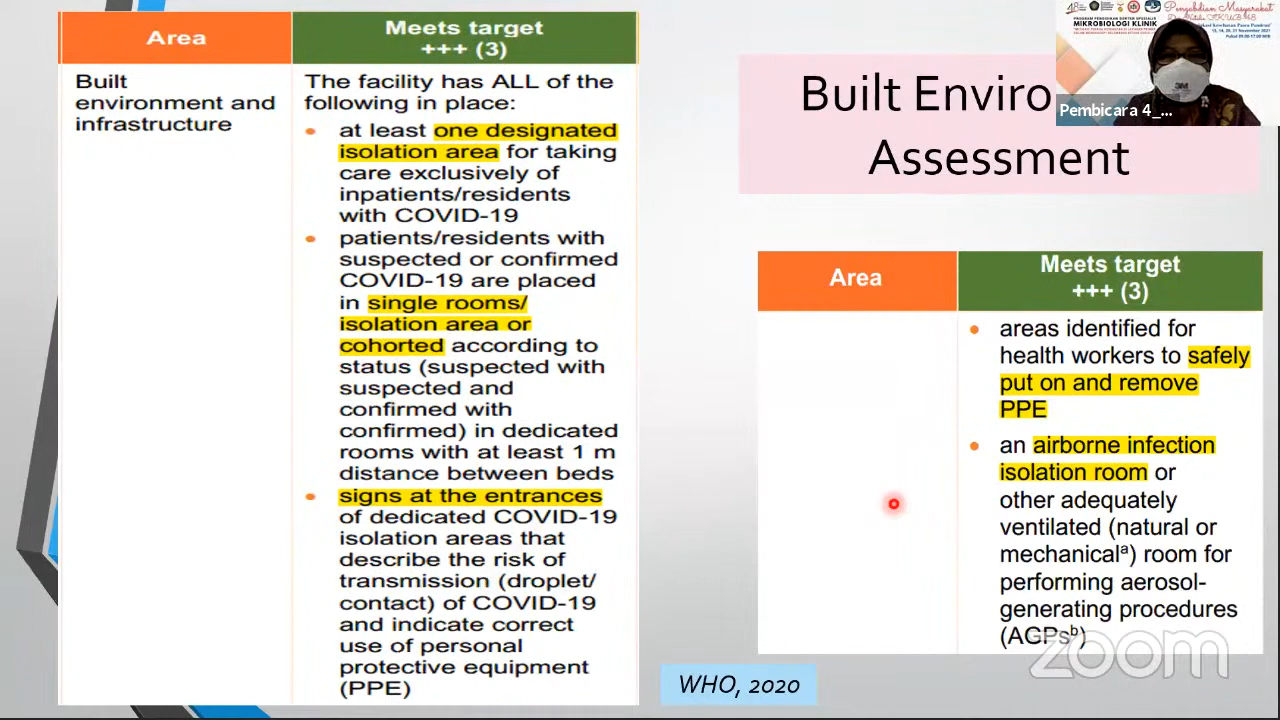 Area
Meets target
+++ (3)
Built
environment and
infrastructure
The facility has ALL of the
following in place:
• at least one designated
isolation area for taking
care exclusively of
inpatients/residents
with COVID-19
• patients/residents with
suspected or confirmed
COVID-19 are placed
in single rooms/
isolation area or
cohorted according to
status (suspected with
suspected and
confirmed with
confirmed) in dedicated
rooms with at least 1 m
distance between beds
• signs at the entrances
of dedicated COVID-19
isolation areas that
describe the risk of
transmission (droplet/
contact) of COVID-19
and indicate correct
use of personal
protective equipment
(PPE)
Built Enviro
Assessment
Area
Meets target
+++ (3)
• areas identified for
health workers to safely
put on and remove
PPE
• an airborne infection
isolation room or
other adequately
ventilated (natural or
mechanicalᵃ) room for
performing aerosol-
generating procedures
(AGPsᵇ)
WHO, 2020
zoom
Pengabdian Masyarakat
MIKROBIOLOGI KLINIK
3M
Pembicara 4_...